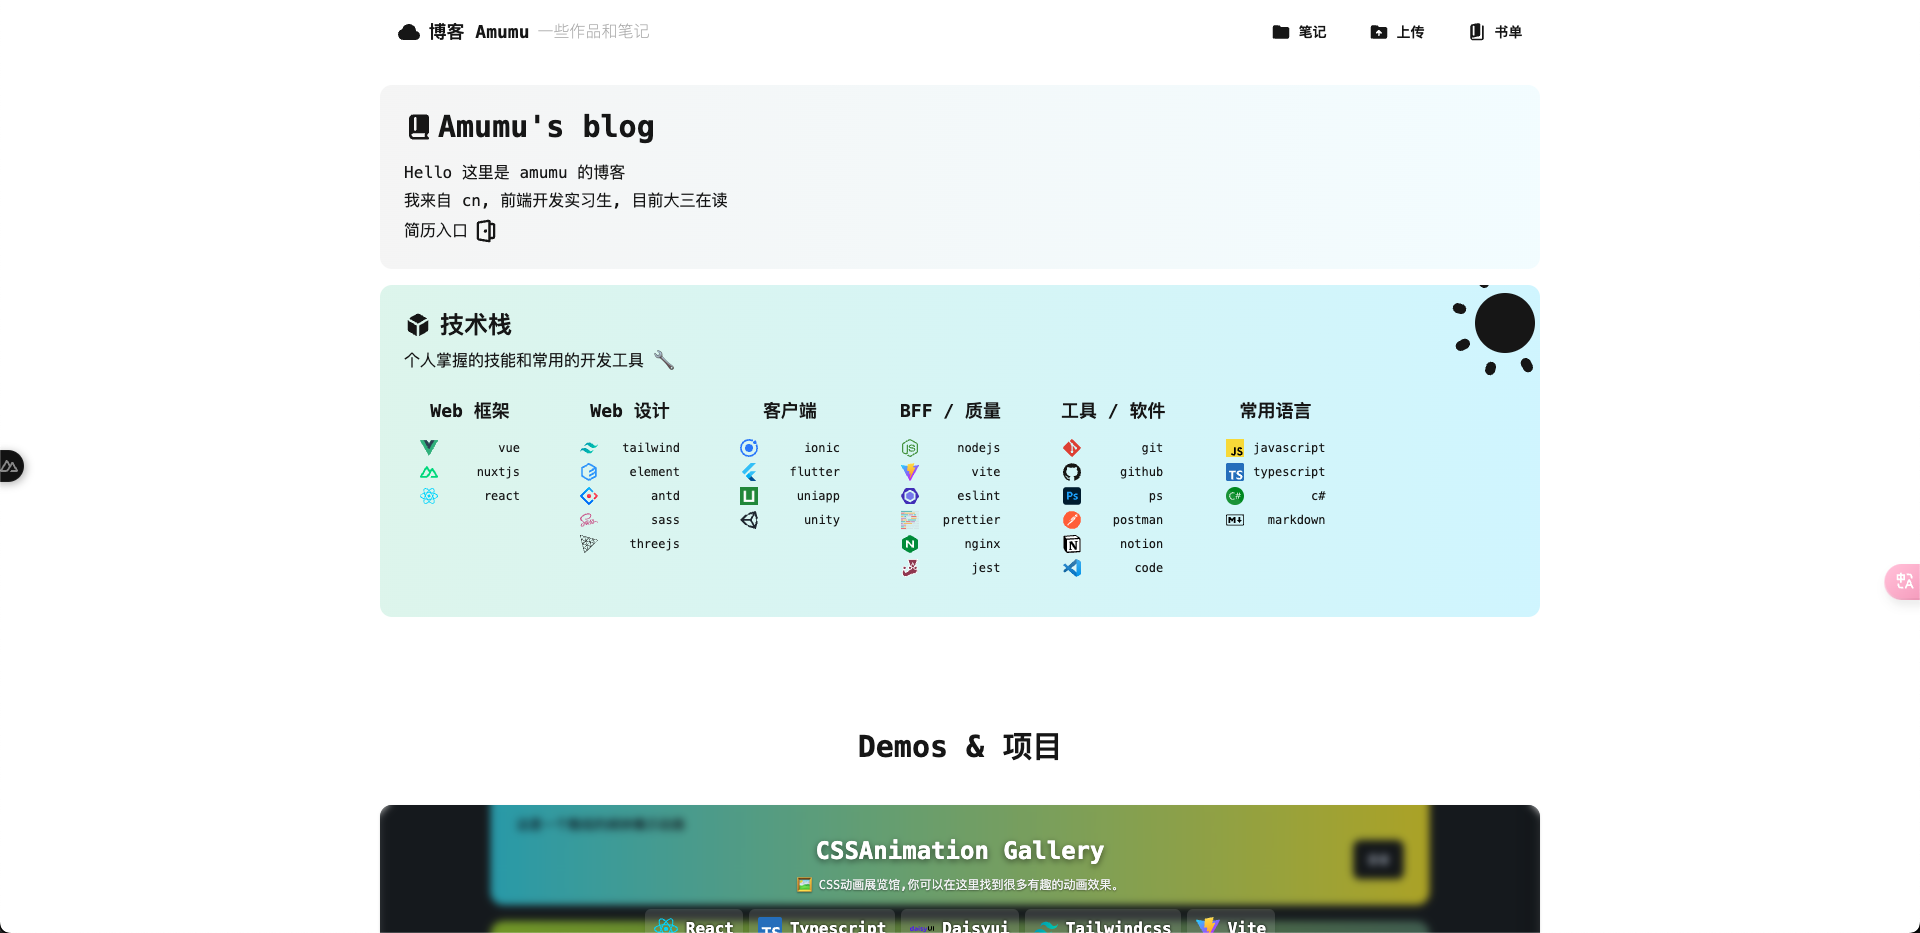 博客 Amumu 一些作品和笔记
笔记 上传 书单
Amumu's blog
Hello 这里是 amumu 的博客
我来自 cn, 前端开发实习生, 目前大三在读
简历入口
技术栈
个人掌握的技能和常用的开发工具
Web 框架
vue
nuxtjs
react
Web 设计
tailwind
element
antd
sass
threejs
客户端
ionic
flutter
uniapp
unity
BFF / 质量
nodejs
vite
eslint
prettier
nginx
jest
工具 / 软件
git
github
ps
postman
notion
code
常用语言
javascript
typescript
c#
markdown
Demos & 项目
CSSAnimation Gallery
CSS动画展览馆,你可以在这里找到很多有趣的动画效果。
React Typescript Daisyui Tailwindcss Vite